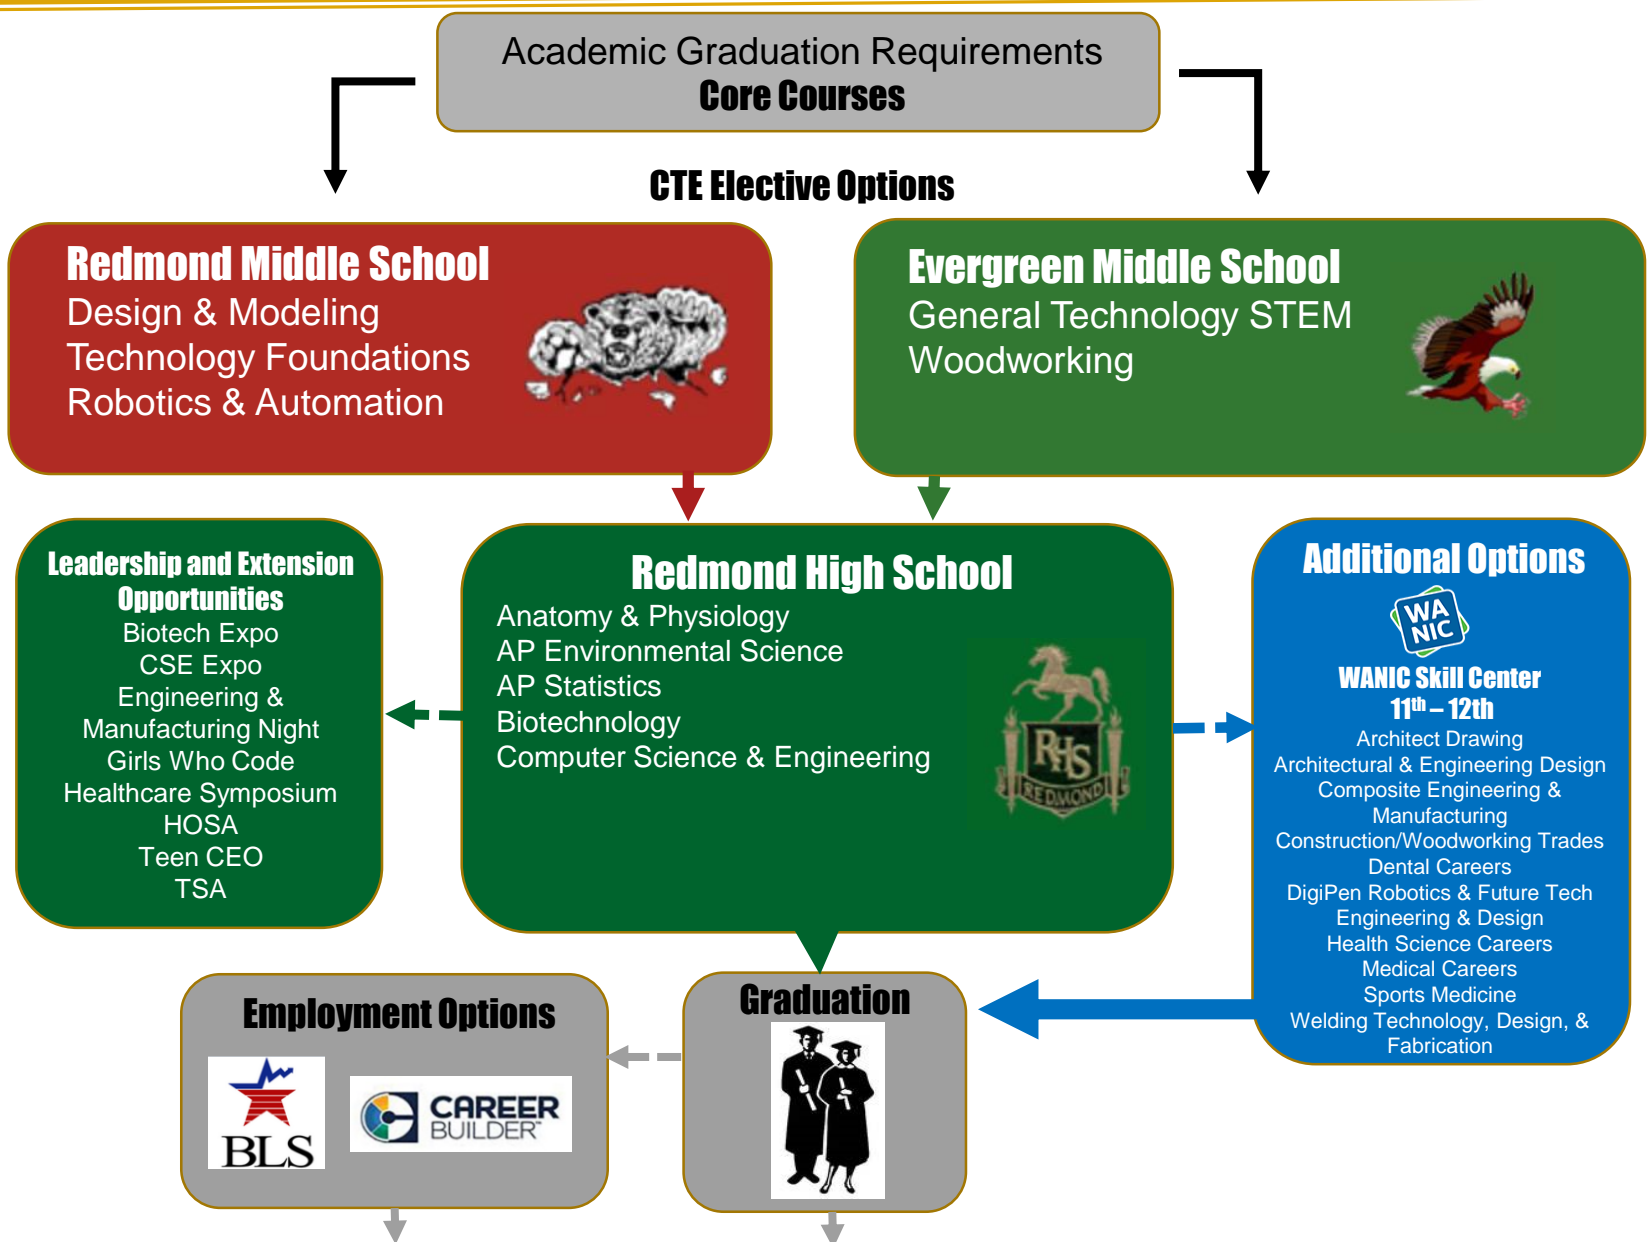 Academic Graduation Requirements
Core Courses
CTE Elective Options
Redmond Middle School
Design & Modeling
Technology Foundations
Robotics & Automation
Evergreen Middle School
General Technology STEM
Woodworking
Leadership and Extension
Opportunities
Biotech Expo
CSE Expo
Engineering &
Manufacturing Night
Girls Who Code
Healthcare Symposium
HOSA
Teen CEO
TSA
Redmond High School
Anatomy & Physiology
AP Environmental Science
AP Statistics
Biotechnology
Computer Science & Engineering
RHS
REDMOND
Additional Options
WA
NIC
WANIC Skill Center
11th – 12th
Architect Drawing
Architectural & Engineering Design
Composite Engineering &
Manufacturing
Construction/Woodworking Trades
Dental Careers
DigiPen Robotics & Future Tech
Engineering & Design
Health Science Careers
Medical Careers
Sports Medicine
Welding Technology, Design, &
Fabrication
Employment Options
BLS
CAREER
BUILDER
Graduation